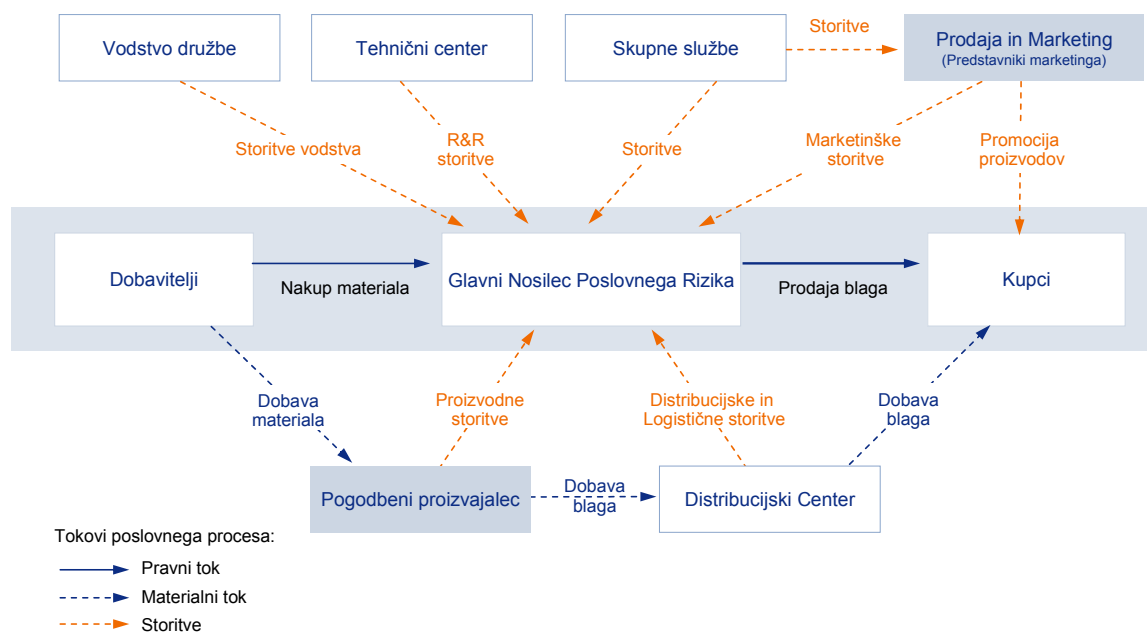 Vodstvo družbe
Tehnični center
Skupne službe
Storitve
Prodaja in Marketing
(Predstavniki marketinga)
Storitve vodstva
R&R
storitve
Storitve
Marketinške
storitve
Promocija
proizvodov
Dobavitelji
Nakup materiala
Glavni Nosilec Poslovnega Rizika
Prodaja blaga
Kupci
Dobava
materiala
Proizvodne
storitve
Distribucijske in
Logistične storitve
Dobava
blaga
Pogodbeni proizvajalec
Dobava
blaga
Distribucijski Center
Tokovi poslovnega procesa:
Pravni tok
Materialni tok
Storitve